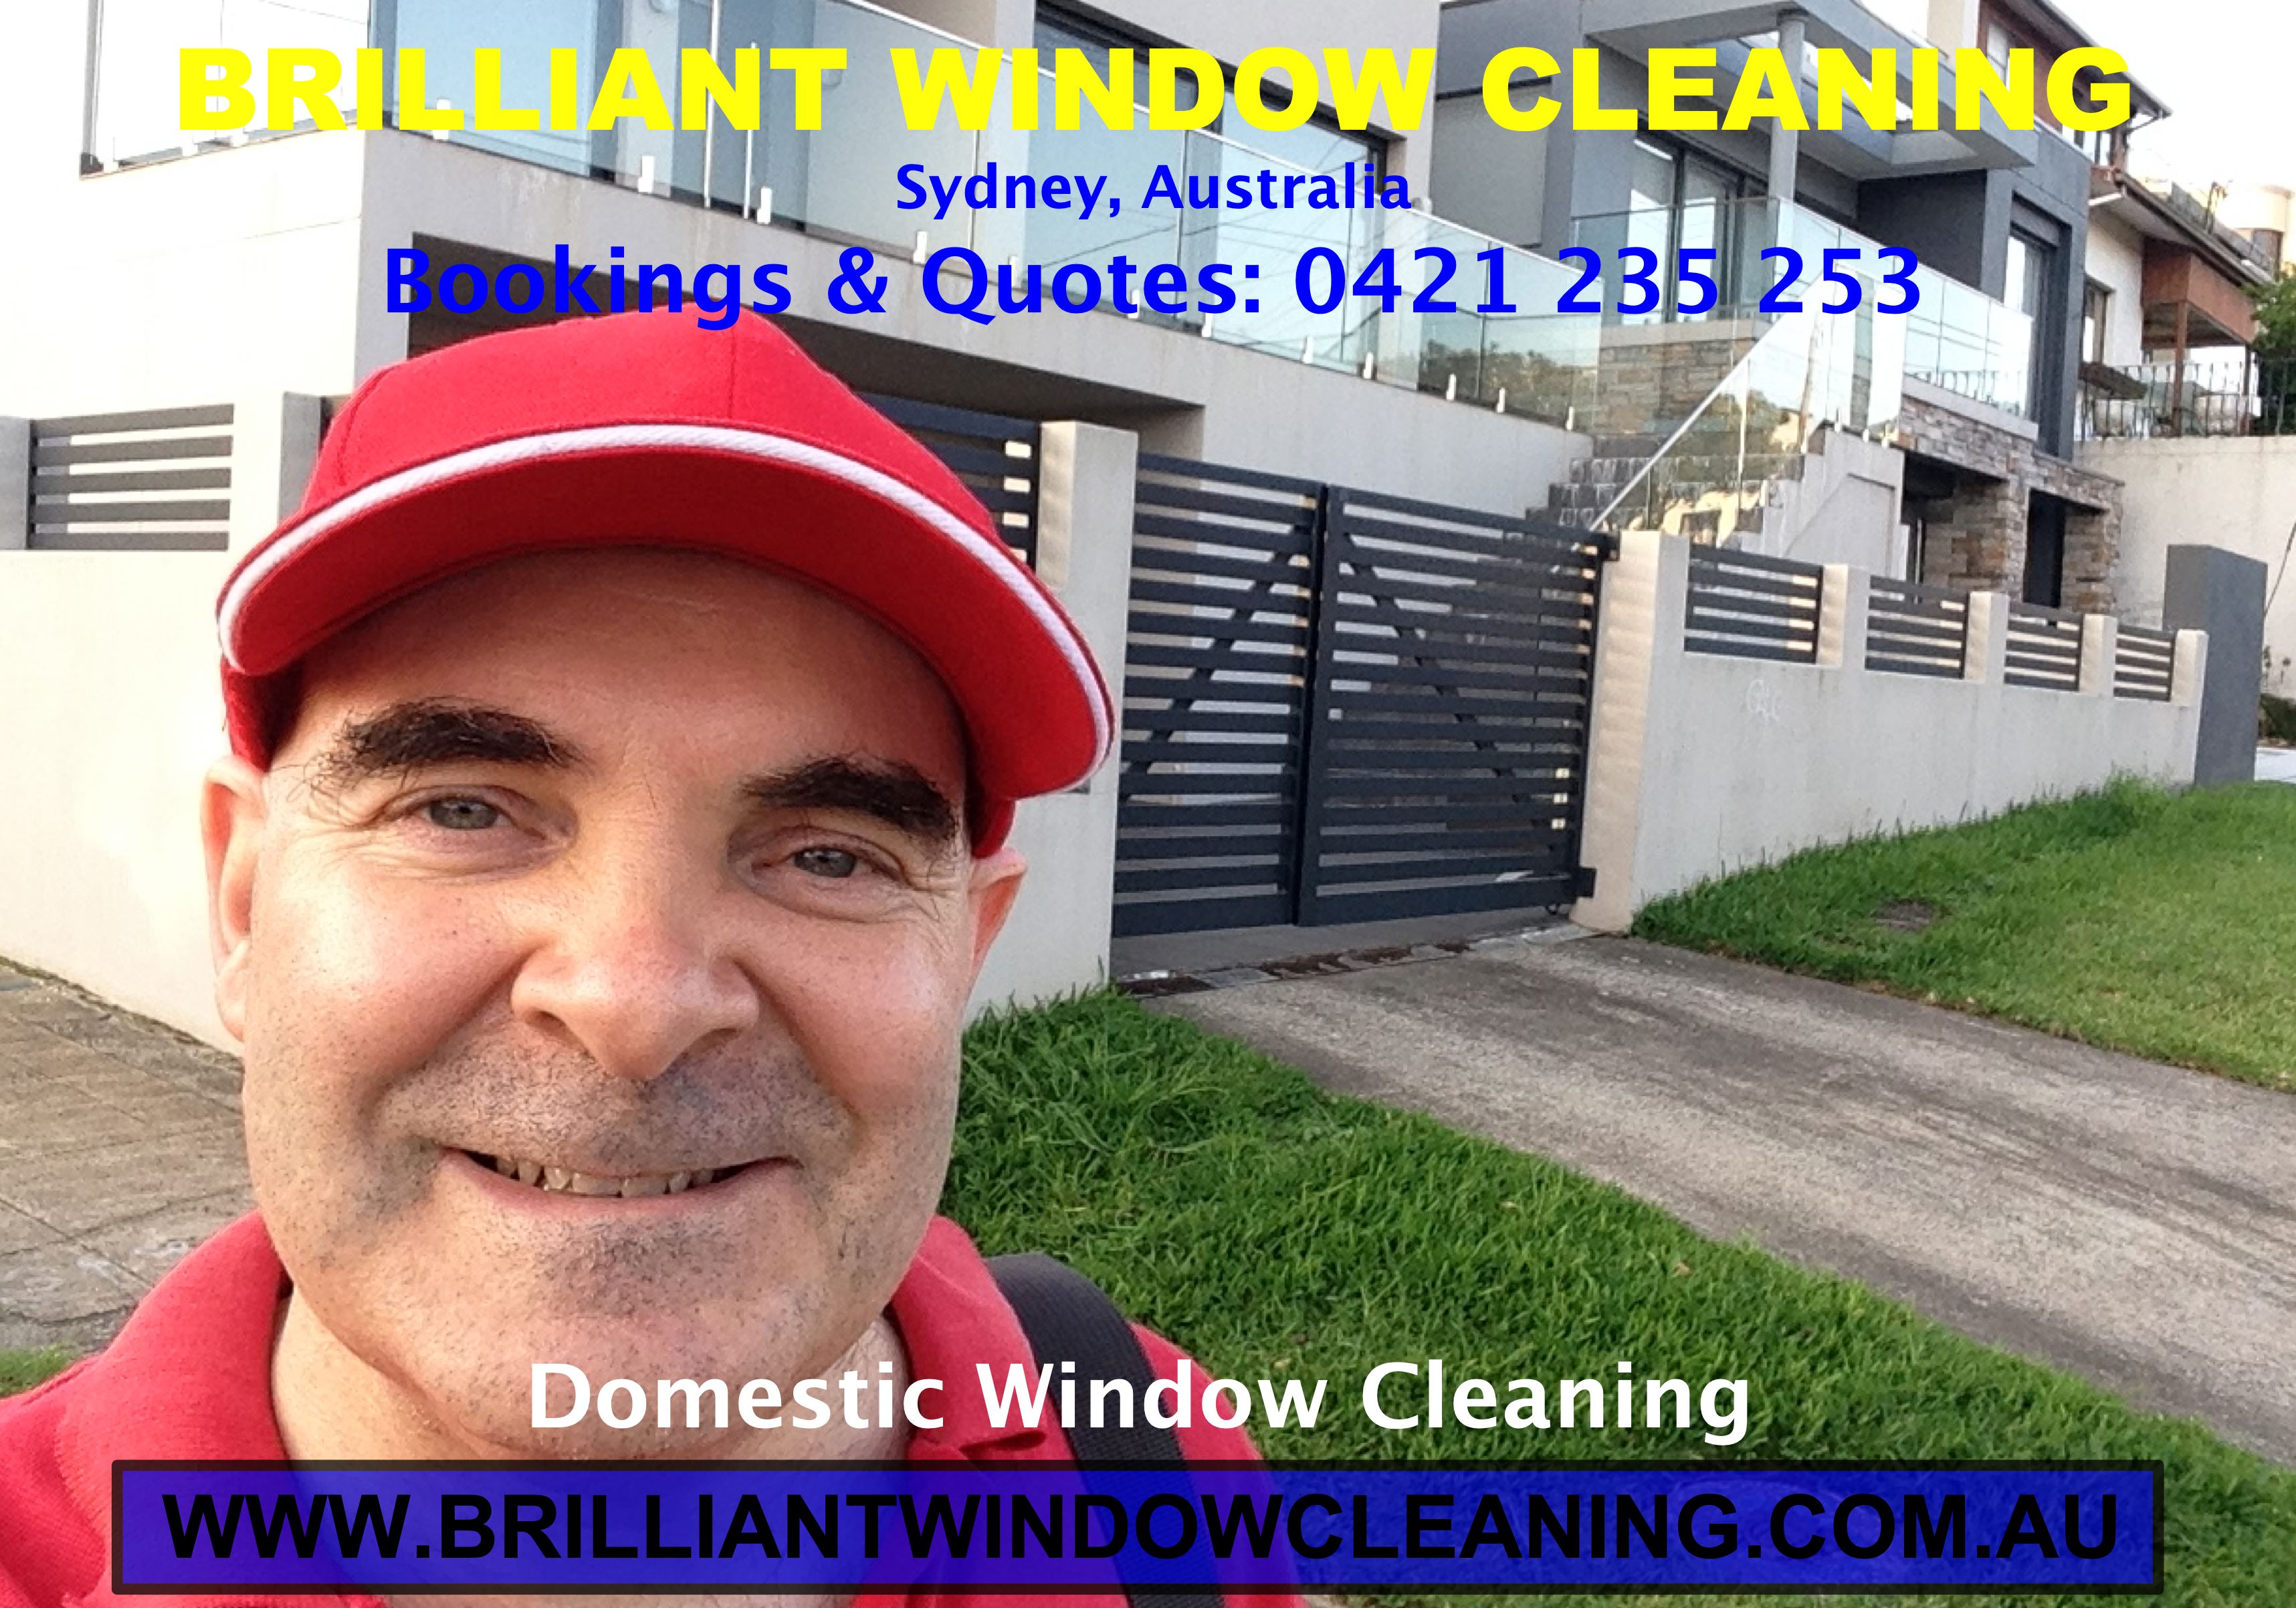 BRILLIANT WINDOW CLEANING
Sydney, Australia
Bookings & Quotes: 0421 235 253
Domestic Window Cleaning
WWW.BRILLIANTWINDOWCLEANING.COM.AU